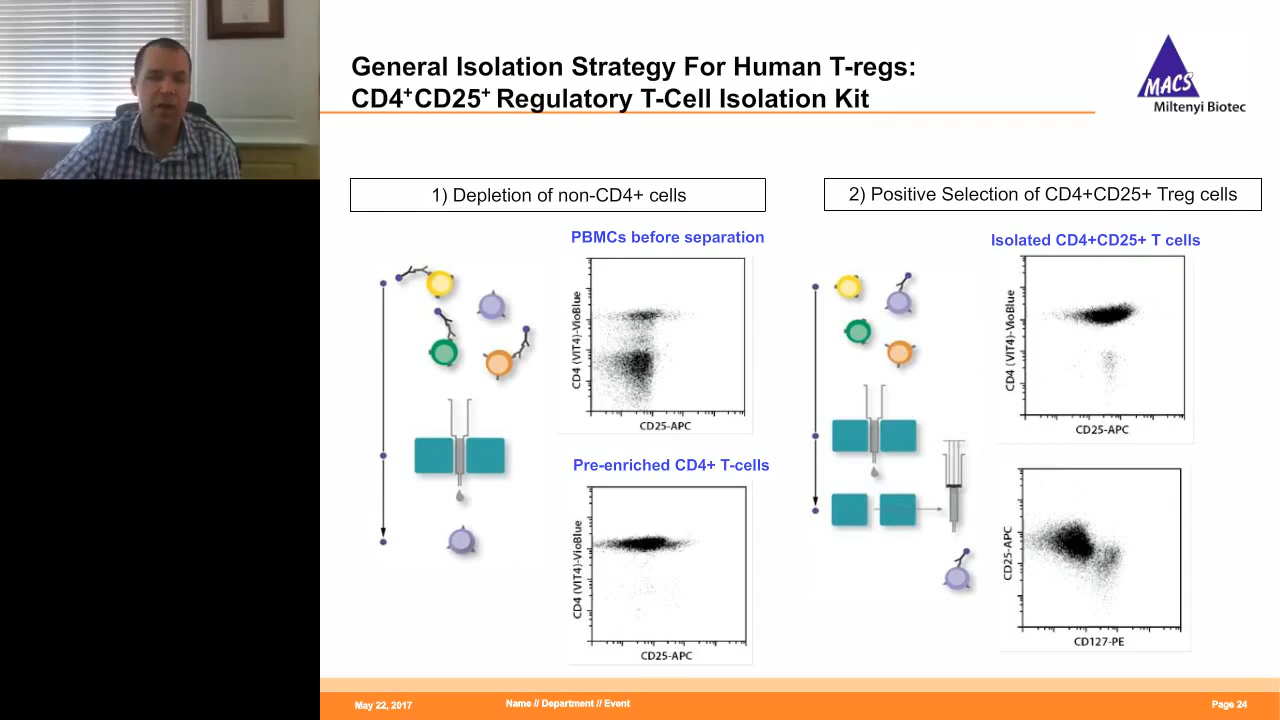 General Isolation Strategy For Human T-regs:
CD4+CD25+ Regulatory T-Cell Isolation Kit
MACS
Miltenyi Biotec
1) Depletion of non-CD4+ cells
PBMCs before separation
CD4 (VIT4)-VioBlue
CD25-APC
Pre-enriched CD4+ T-cells
CD4 (VIT4)-VioBlue
CD25-APC
2) Positive Selection of CD4+CD25+ Treg cells
Isolated CD4+CD25+ T cells
CD4 (VIT4)-VioBlue
CD25-APC
CD25-APC
CD127-PE
May 22, 2017
Name // Department // Event
Page 24